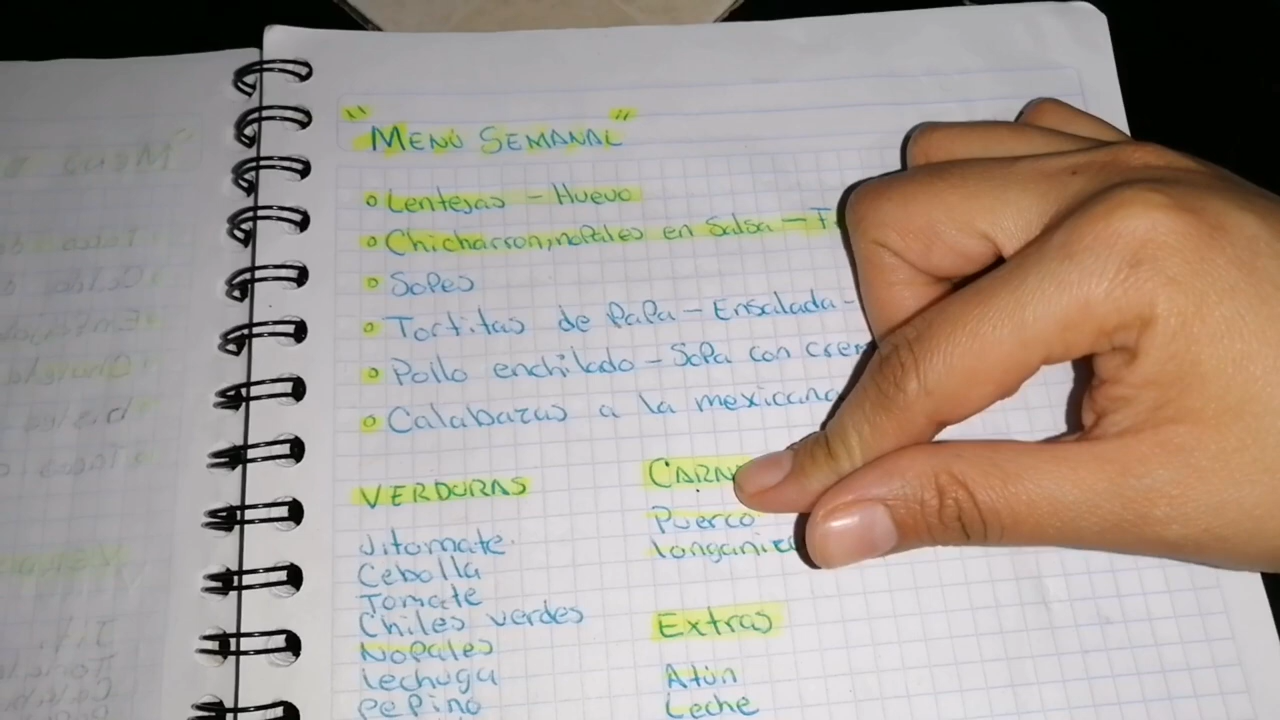 "MENÚ SEMANAL"
Lentejas - Huevo
Chicharron, nopales en salsa -
Sopes
Tortitas de papa - Ensalada -
Pollo enchilado - Sopa con
Calabazas a la mexicana
VERDURAS
Jitomate
Cebolla
Tomate
Chiles verdes
Nopales
Lechuga
Pepino
CARN
Puerco
longaniza
Extras
Atún
Leche